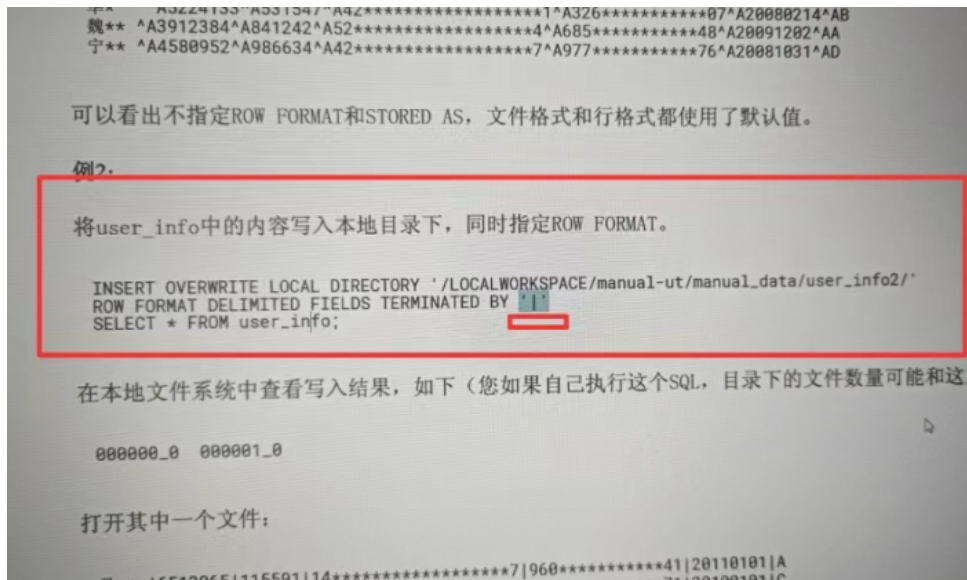 魏** ^A3912384^A841242^A52******************4^A685***********48^A20091202^AA
宁** ^A4580952^A986634^A42******************7^A977***********76^A20081031^AD
可以看出不指定ROW FORMAT和STORED AS，文件格式和行格式都使用了默认值。
例2:
将user_info中的内容写入本地目录下，同时指定ROW FORMAT。
INSERT OVERWRITE LOCAL DIRECTORY '/LOCALWORKSPACE/manual-ut/manual_data/user_info2/'
ROW FORMAT DELIMITED FIELDS TERMINATED BY '|'
SELECT * FROM user_info;
在本地文件系统中查看写入结果，如下（您如果自己执行这个SQL，目录下的文件数量可能和这
000000_0  000001_0
打开其中一个文件：